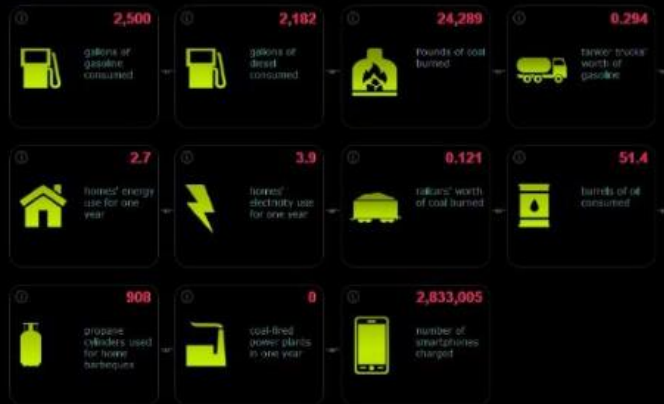 2,500
gallons of
gasoline
consumed
2,182
gallons of
diesel
consumed
24,289
pounds of coal
burned
0.294
tanker trucks'
worth of
gasoline
2.7
homes' energy
use for one
year
3.9
homes'
electricity use
for one year
0.121
railcars' worth
of coal burned
51.4
barrels of oil
consumed
908
propane
cylinders used
for home
barbeques
0
coal-fired
power plants
in one year
2,833,005
number of
smartphones
charged